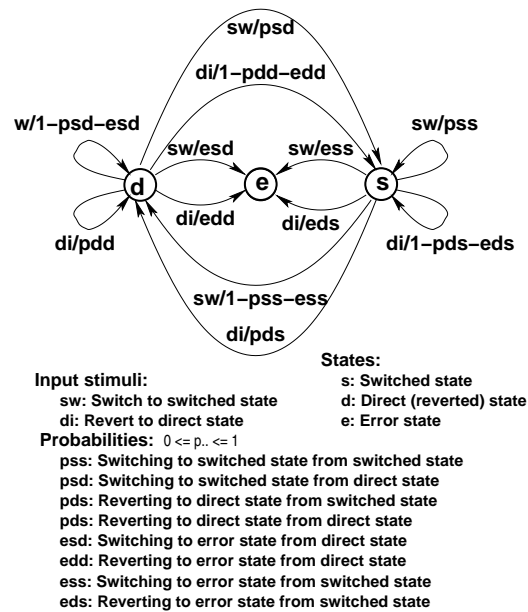 sw/psd
di/1-pdd-edd
w/1-psd-esd
sw/esd
sw/ess
sw/pss
d
e
s
di/pdd
di/edd
di/eds
di/1-pds-eds
sw/1-pss-ess
di/pds
States:
Input stimuli:
s: Switched state
sw: Switch to switched state
d: Direct (reverted) state
di: Revert to direct state
e: Error state
Probabilities: 0 <= p.. <= 1
pss: Switching to switched state from switched state
psd: Switching to switched state from direct state
pds: Reverting to direct state from switched state
pds: Reverting to direct state from direct state
esd: Switching to error state from direct state
edd: Reverting to error state from direct state
ess: Switching to error state from switched state
eds: Reverting to error state from switched state